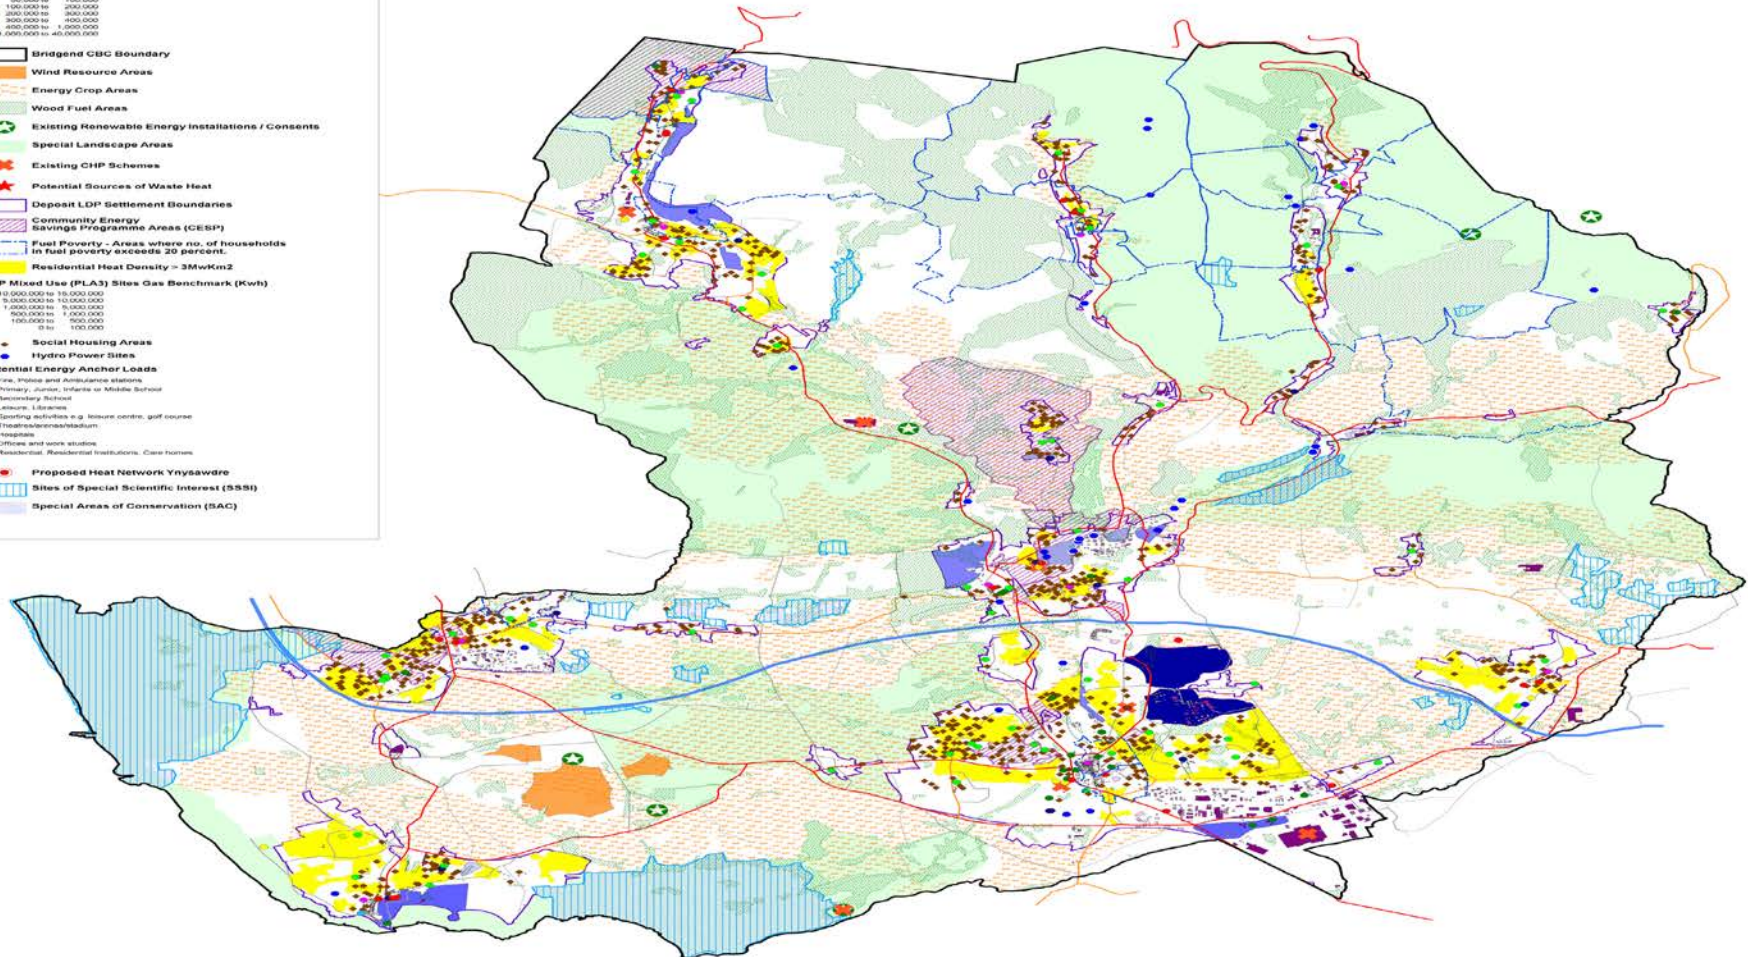 100,000 to 200,000
200,000 to 300,000
300,000 to 400,000
400,000 to 1,000,000
1,000,000 to 40,000,000
Bridgend CBC Boundary
Wind Resource Areas
Energy Crop Areas
Wood Fuel Areas
Existing Renewable Energy Installations / Consents
Special Landscape Areas
Existing CHP Schemes
Potential Sources of Waste Heat
Deposit LDP Settlement Boundaries
Community Energy
Savings Programme Areas (CESP)
Fuel Poverty - Areas where no. of households
in fuel poverty exceeds 20 percent.
Residential Heat Density > 3MwKm2
P Mixed Use (PLA3) Sites Gas Benchmark (Kwh)
10,000,000 to 15,000,000
5,000,000 to 10,000,000
1,000,000 to 5,000,000
500,000 to 1,000,000
100,000 to 500,000
0 to 100,000
Social Housing Areas
Hydro Power Sites
tential Energy Anchor Loads
Fire, Police and Ambulance stations
Primary, Junior, Infants or Middle School
Secondary School
Leisure, Libraries
Sporting activities e.g. leisure centre, golf course
Theatres/arenas/stadium
Hospitals
Offices and work studios
Residential, Residential Institutions, Care homes
Proposed Heat Network Ynysawdre
Sites of Special Scientific Interest (SSSI)
Special Areas of Conservation (SAC)